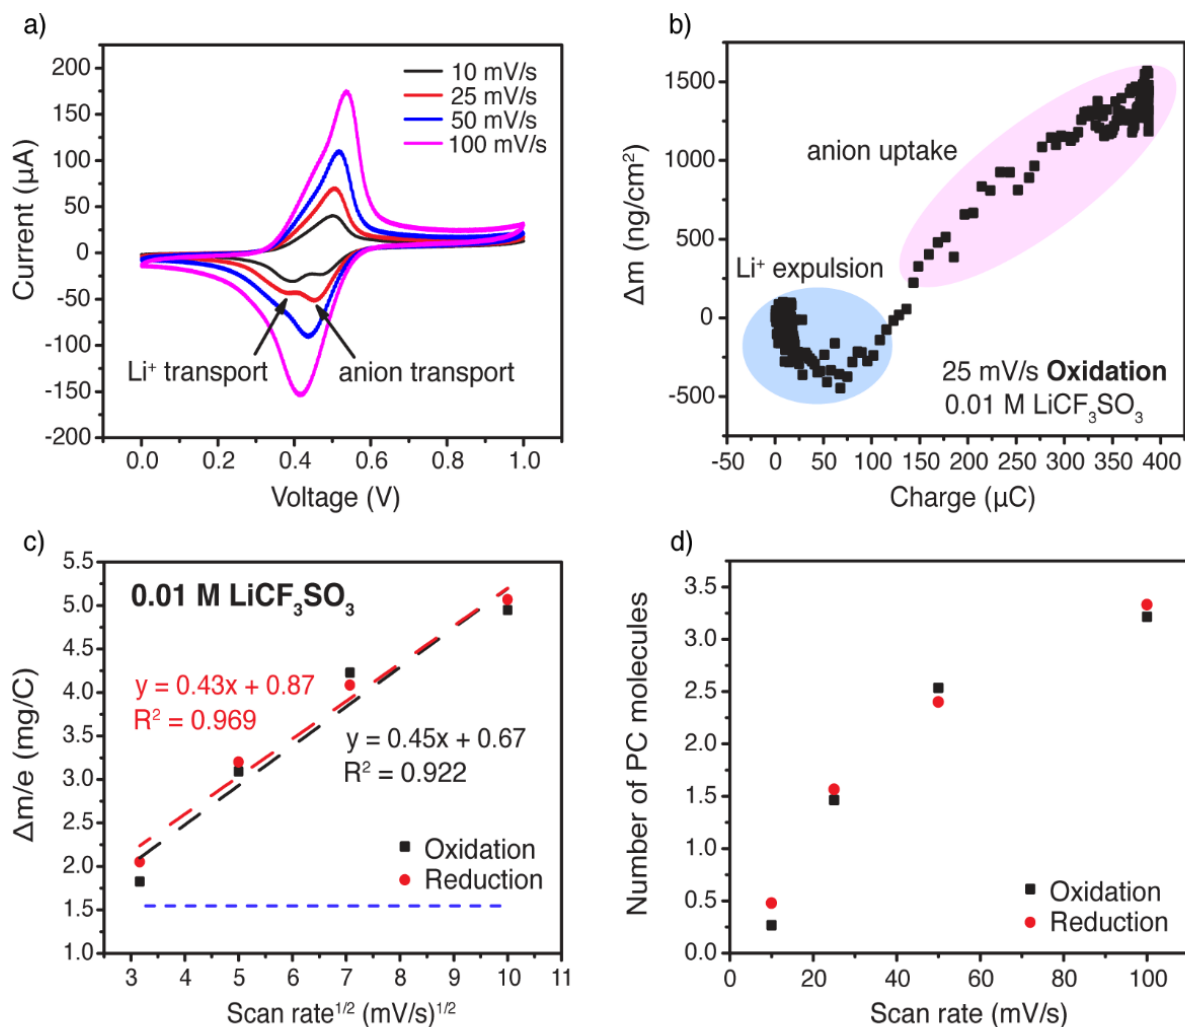 a)
200
150
100
50
0
-50
-100
-150
-200
Current (µA)
10 mV/s
25 mV/s
50 mV/s
100 mV/s
Li⁺ transport
anion transport
0.0 0.2 0.4 0.6 0.8 1.0
Voltage (V)
b)
1500
1000
500
0
-500
Δm (ng/cm²)
anion uptake
Li⁺ expulsion
25 mV/s Oxidation
0.01 M LiCF₃SO₃
-50 0 50 100 150 200 250 300 350 400
Charge (µC)
c)
5.5
5.0
4.5
4.0
3.5
3.0
2.5
2.0
1.5
1.0
Δm/e (mg/C)
0.01 M LiCF₃SO₃
y = 0.43x + 0.87
R² = 0.969
y = 0.45x + 0.67
R² = 0.922
Oxidation
Reduction
3 4 5 6 7 8 9 10 11
Scan rate¹ᐟ² (mV/s)¹ᐟ²
d)
3.5
3.0
2.5
2.0
1.5
1.0
0.5
0.0
Number of PC molecules
Oxidation
Reduction
0 20 40 60 80 100
Scan rate (mV/s)